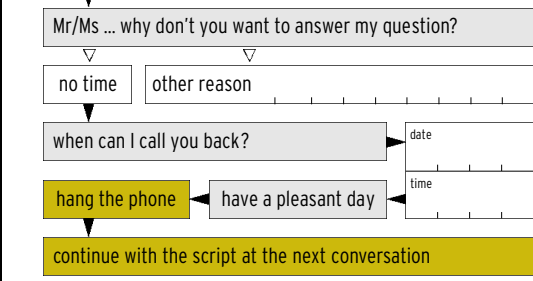 Mr/Ms ... why don't you want to answer my question?
no time
other reason
when can I call you back?
date
time
hang the phone
have a pleasant day
continue with the script at the next conversation